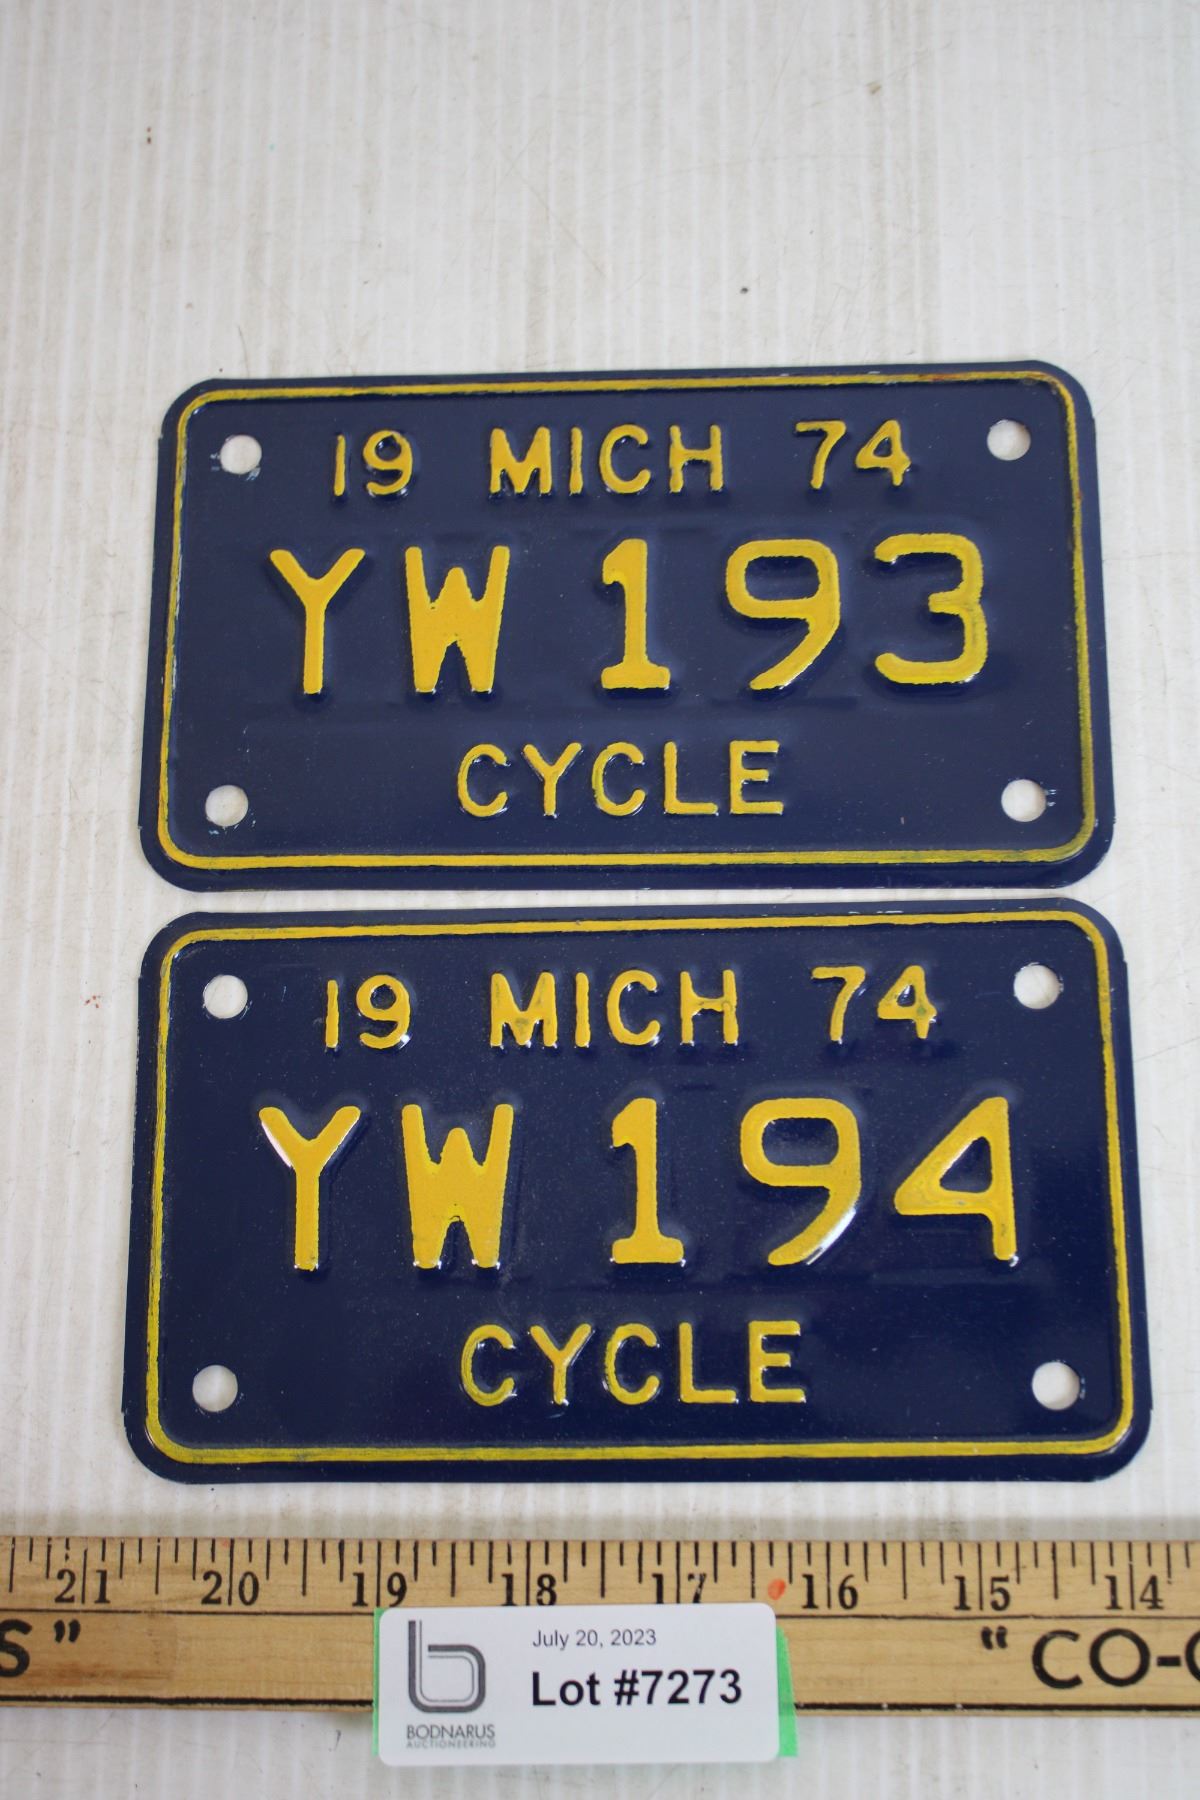 19 MICH 74
YW 193
CYCLE
19 MICH 74
YW 194
CYCLE
21 20 19 18 17 16 15 14
S" "CO-
July 20, 2023
Lot #7273
BODNARUS
AUCTIONEERING